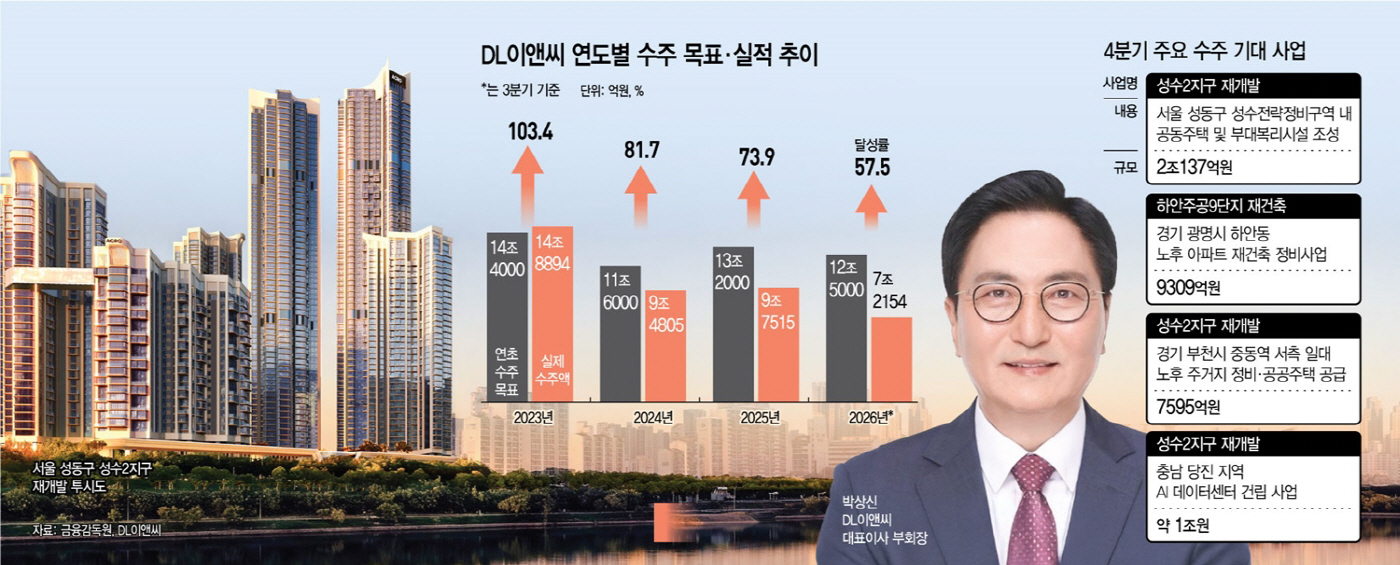 DL이앤씨 연도별 수주 목표·실적 추이
*는 3분기 기준 단위: 억원, %
103.4
81.7
73.9
달성률
57.5
14조
4000
14조
8894
11조
6000
9조
4805
13조
2000
9조
7515
12조
5000
7조
2154
연초
수주
목표
실제
수주액
2023년
2024년
2025년
2026년*
서울 성동구 성수2지구
재개발 투시도
자료: 금융감독원, DL이앤씨
박상신
DL이앤씨
대표이사 부회장
4분기 주요 수주 기대 사업
사업명
성수2지구 재개발
내용
서울 성동구 성수전략정비구역 내
공동주택 및 부대복리시설 조성
규모
2조137억원
하안주공9단지 재건축
경기 광명시 하안동
노후 아파트 재건축 정비사업
9309억원
성수2지구 재개발
경기 부천시 중동역 서측 일대
노후 주거지 정비·공공주택 공급
7595억원
성수2지구 재개발
충남 당진 지역
AI 데이터센터 건립 사업
약 1조원
ACRO
ACRO